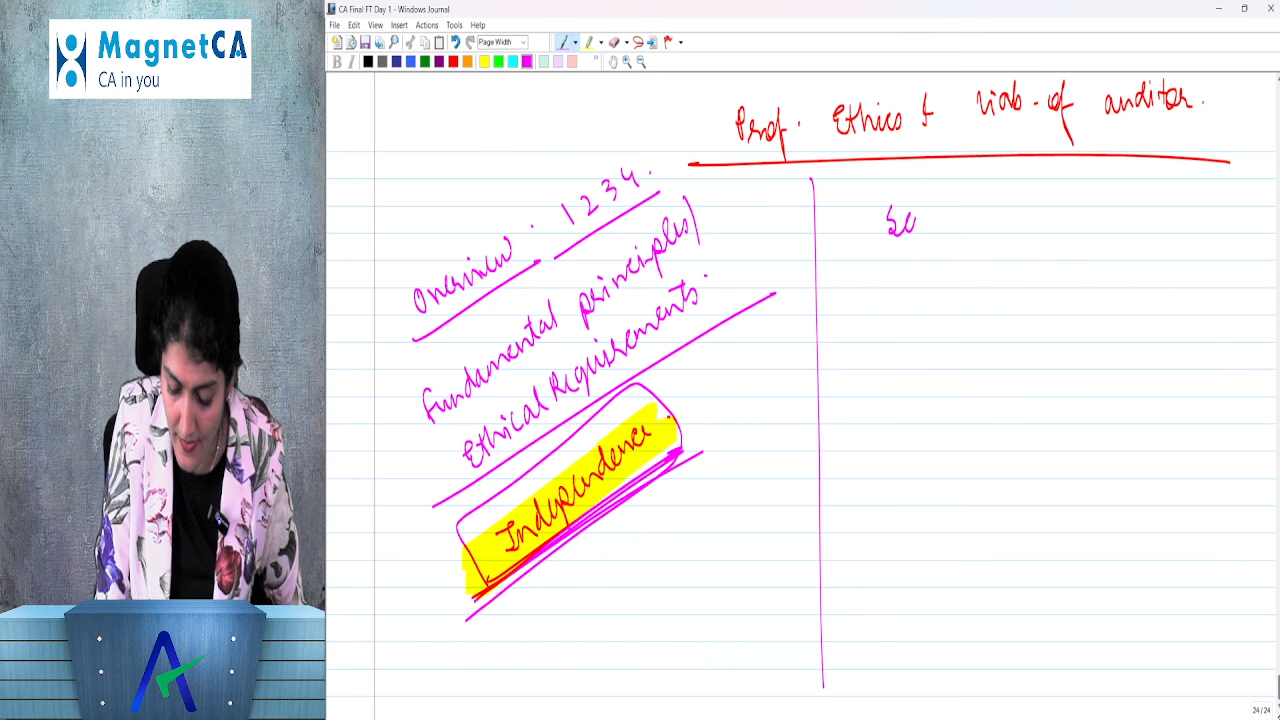 MagnetCA
CA in you
CA Final FT Day 1 - Windows Journal
File Edit View Insert Actions Tools Help
Page Width
B I
Prof. Ethics & Liab. of auditor.
Overview. 1 2 3 4.
Fundamental principles)
Ethical Requirements.
Independence.
Sc
24 / 24